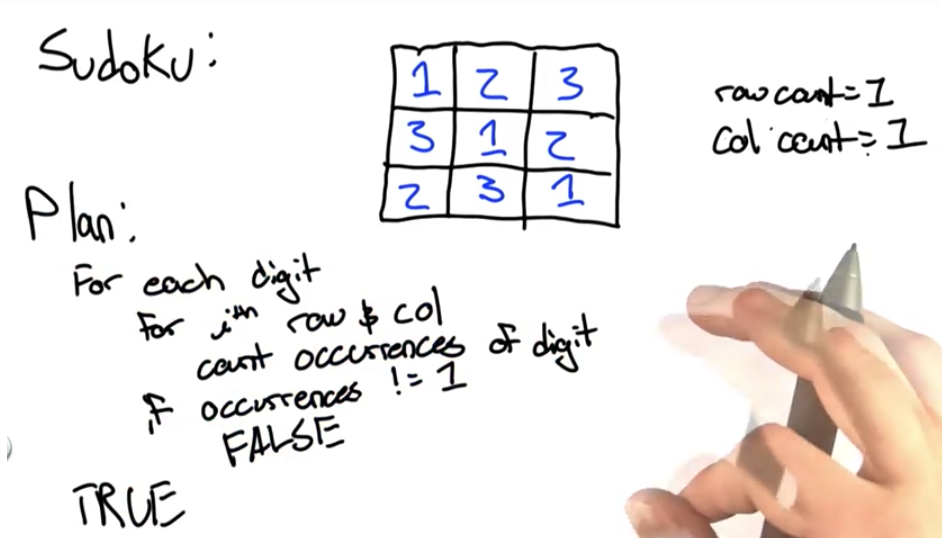 Sudoku:
1 2 3
3 1 2
2 3 1
row count = 1
col count = 1
Plan:
For each digit
For ith row & col
count occurrences of digit
if occurrences != 1
FALSE
TRUE